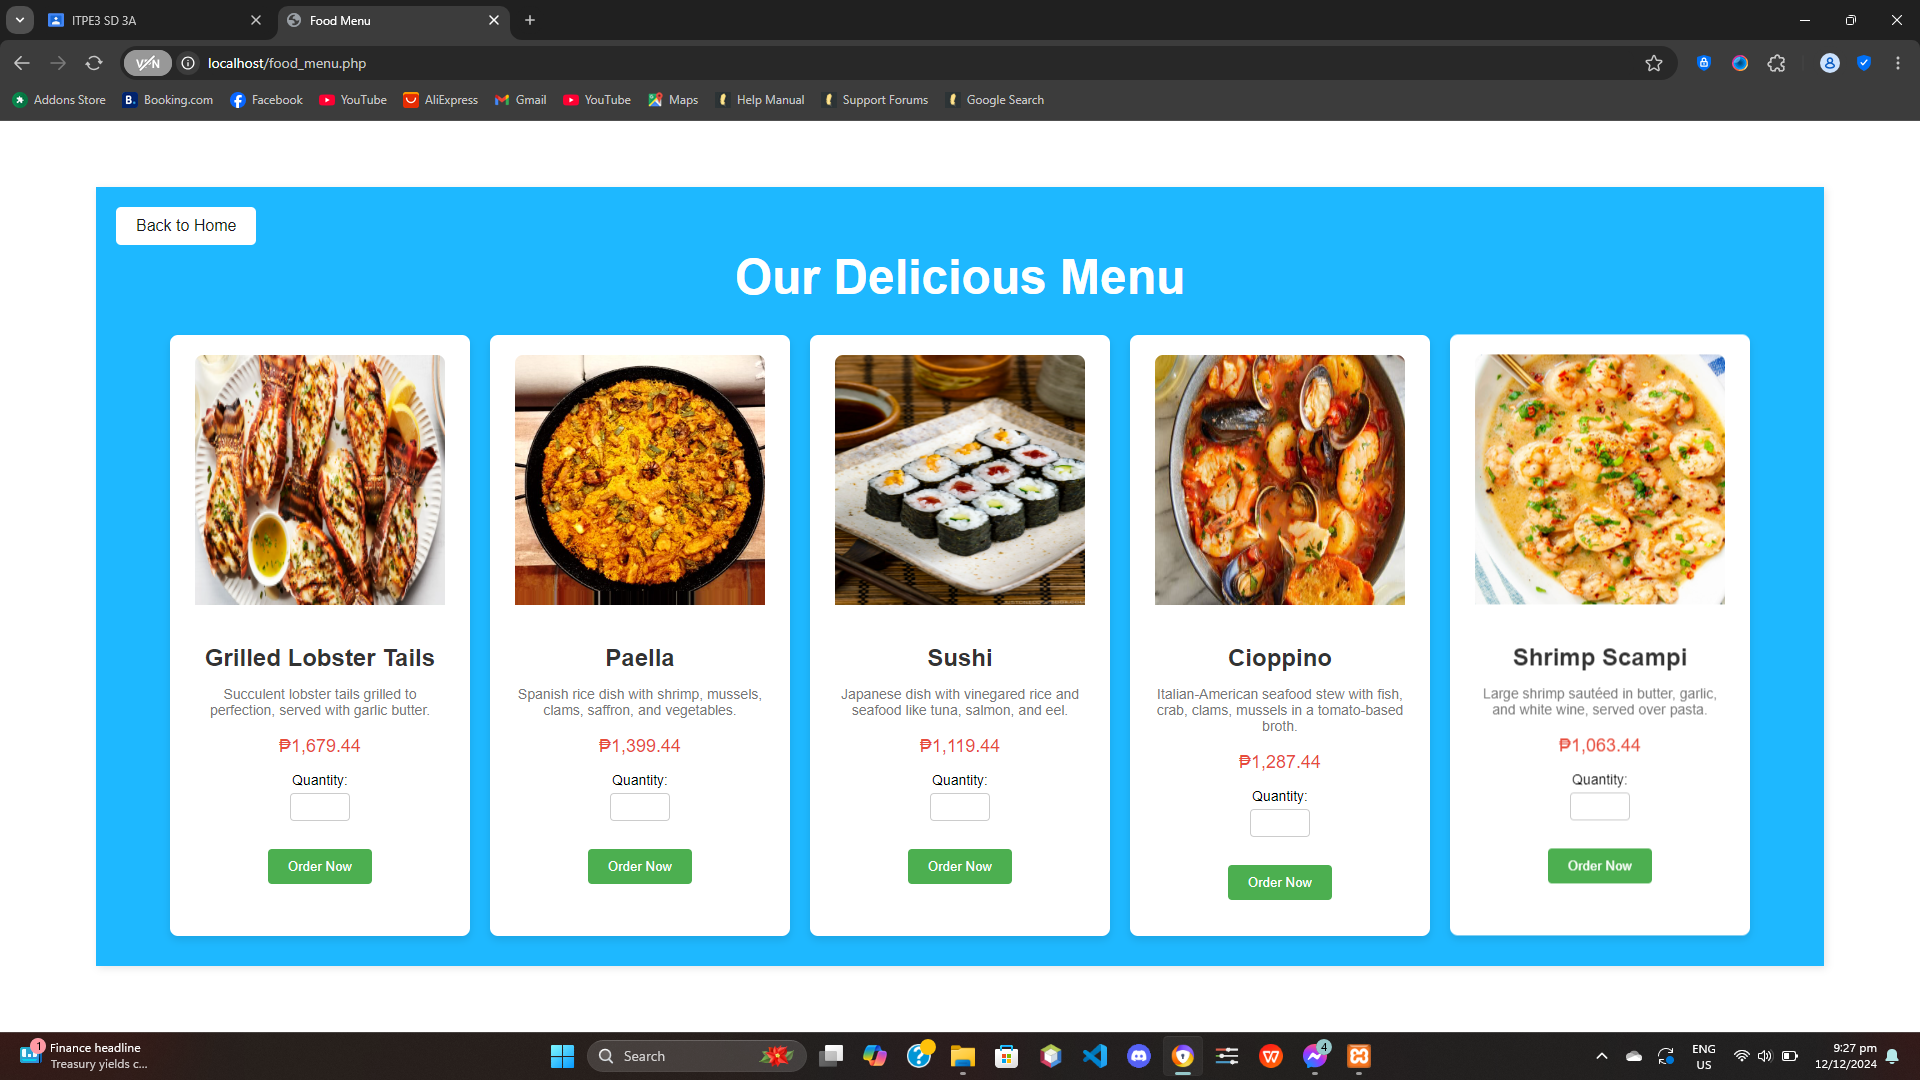 ITPE3 SD 3A
Food Menu
VPN
localhost/food_menu.php
Addons Store
Booking.com
Facebook
YouTube
AliExpress
Gmail
YouTube
Maps
Help Manual
Support Forums
Google Search
Back to Home
Our Delicious Menu
Grilled Lobster Tails
Succulent lobster tails grilled to
perfection, served with garlic butter.
₱1,679.44
Quantity:
Order Now
Paella
Spanish rice dish with shrimp, mussels,
clams, saffron, and vegetables.
₱1,399.44
Quantity:
Order Now
Sushi
Japanese dish with vinegared rice and
seafood like tuna, salmon, and eel.
₱1,119.44
Quantity:
Order Now
Cioppino
Italian-American seafood stew with fish,
crab, clams, mussels in a tomato-based
broth.
₱1,287.44
Quantity:
Order Now
Shrimp Scampi
Large shrimp sautéed in butter, garlic,
and white wine, served over pasta.
₱1,063.44
Quantity:
Order Now
1
Finance headline
Treasury yields c...
Search
4
ENG
US
9:27 pm
12/12/2024